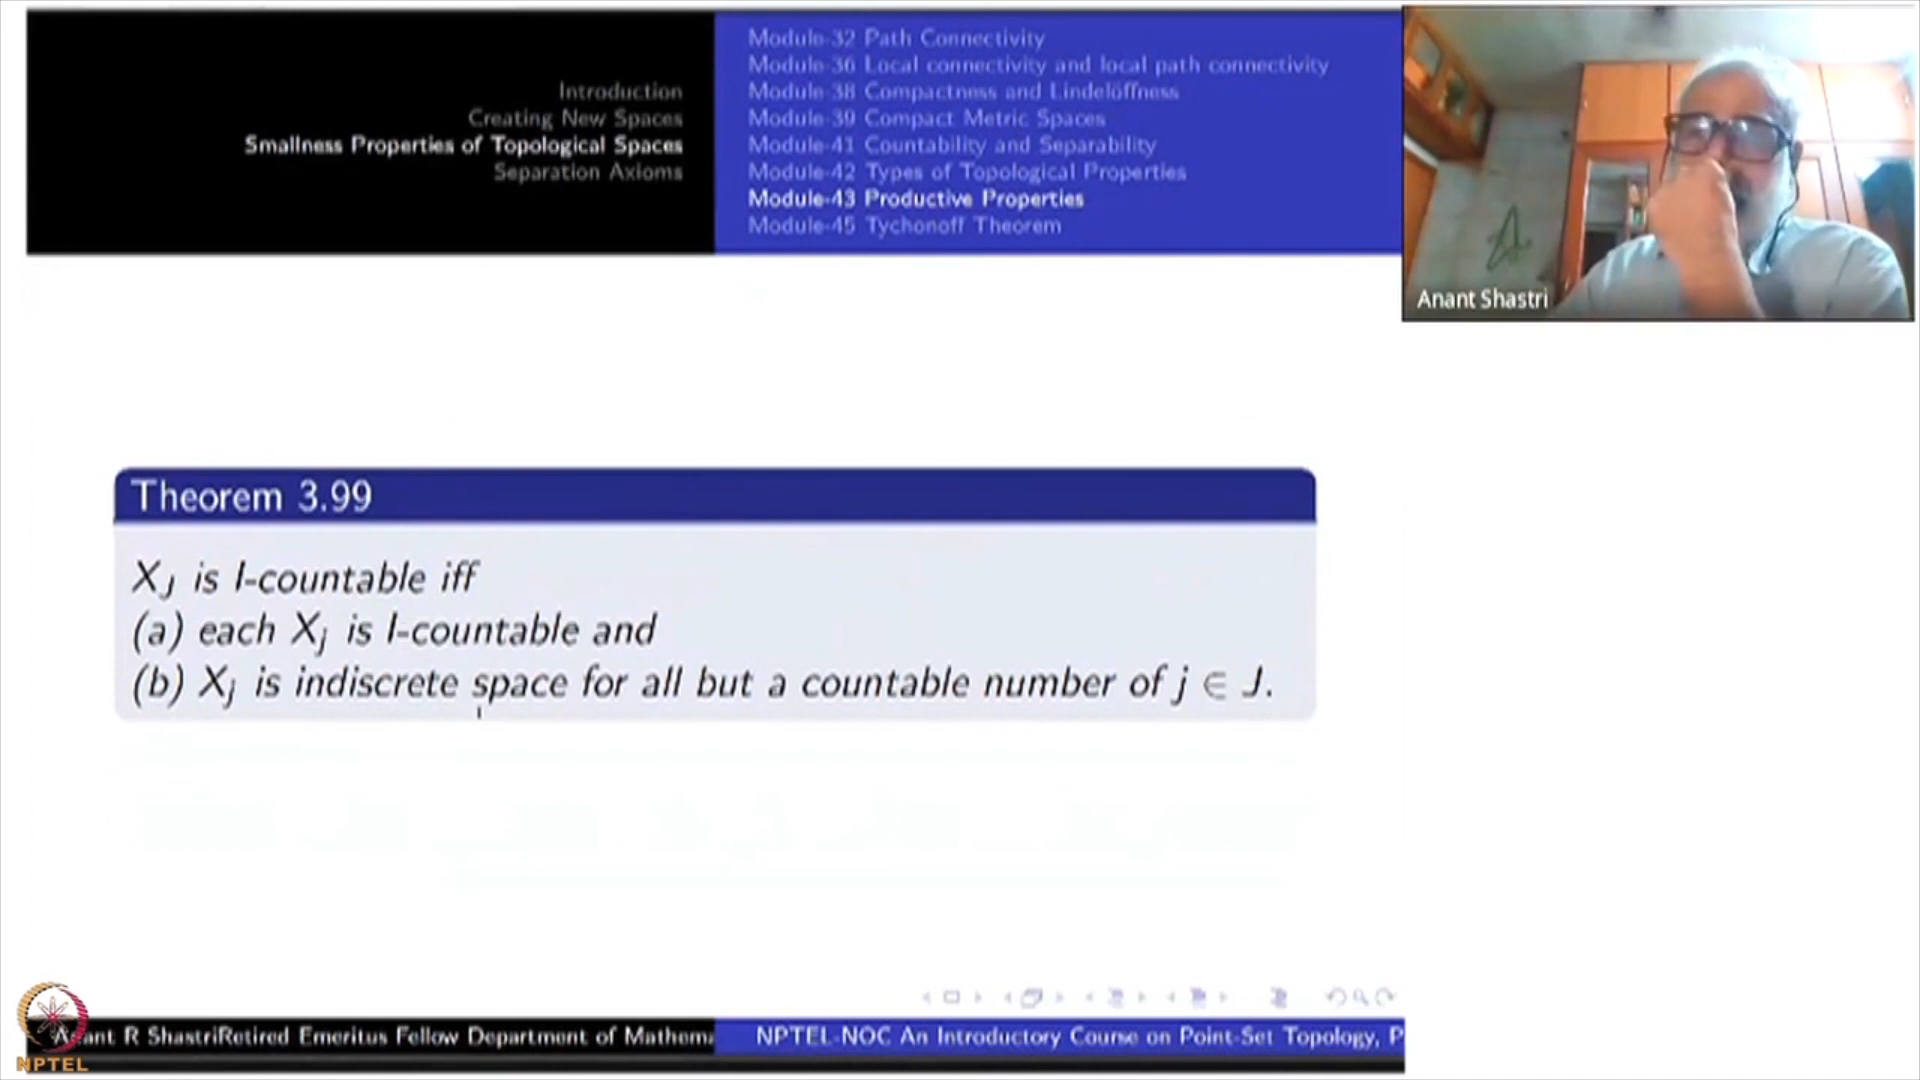 Introduction
Creating New Spaces
Smallness Properties of Topological Spaces
Separation Axioms
Module-32 Path Connectivity
Module-36 Local connectivity and local path connectivity
Module-38 Compactness and Lindelöffness
Module-39 Compact Metric Spaces
Module-41 Countability and Separability
Module-42 Types of Topological Properties
Module-43 Productive Properties
Module-45 Tychonoff Theorem
Anant Shastri
Theorem 3.99
X_J is I-countable iff
(a) each X_j is I-countable and
(b) X_j is indiscrete space for all but a countable number of j ∈ J.
Anant R ShastriRetired Emeritus Fellow Department of Mathema
NPTEL-NOC An Introductory Course on Point-Set Topology, P
NPTEL